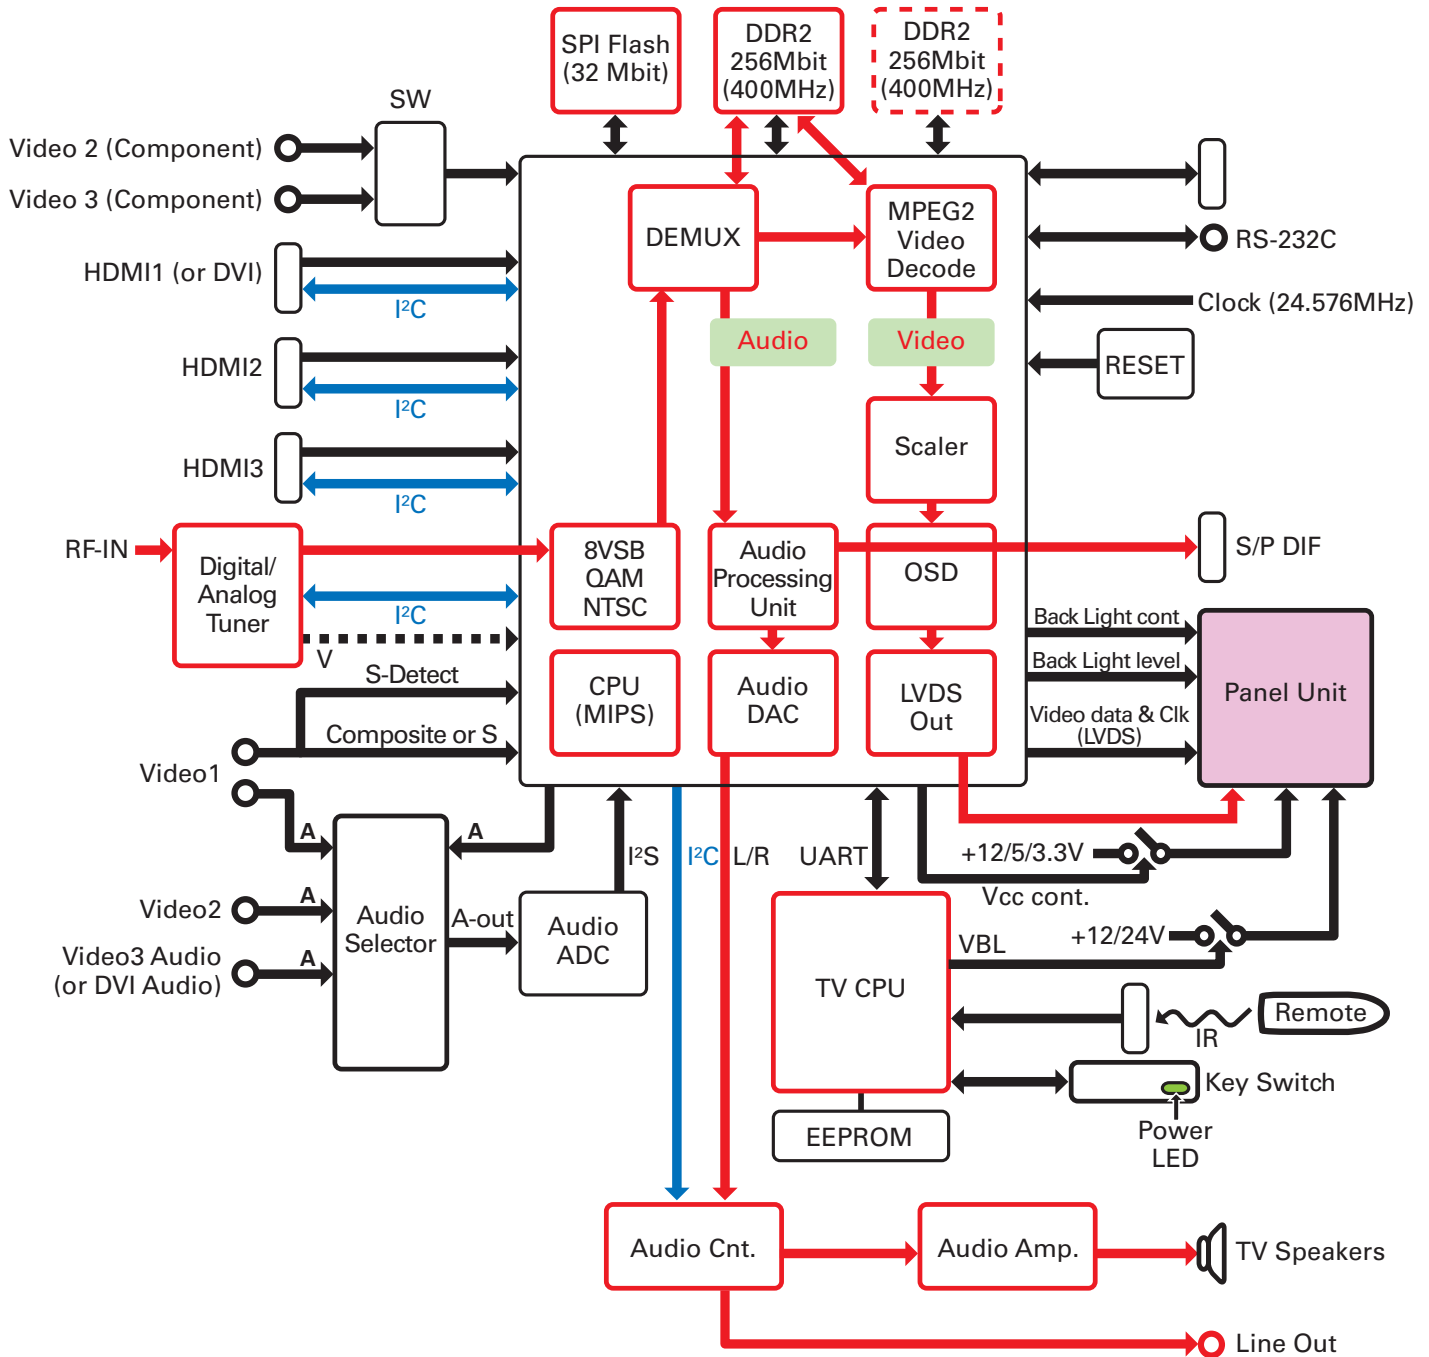 SPI Flash
(32 Mbit)
DDR2
256Mbit
(400MHz)
DDR2
256Mbit
(400MHz)
SW
Video 2 (Component)
Video 3 (Component)
HDMI1 (or DVI)
I²C
HDMI2
I²C
HDMI3
I²C
RF-IN
Digital/
Analog
Tuner
I²C
V
S-Detect
Composite or S
Video1
DEMUX
MPEG2
Video
Decode
Audio
Video
Scaler
8VSB
QAM
NTSC
Audio
Processing
Unit
OSD
CPU
(MIPS)
Audio
DAC
LVDS
Out
RS-232C
Clock (24.576MHz)
RESET
S/P DIF
Back Light cont
Back Light level
Video data & Clk
(LVDS)
Panel Unit
A
A
Video2
A
Video3 Audio
(or DVI Audio)
A
Audio
Selector
A-out
Audio
ADC
I²S
I²C
L/R
UART
+12/5/3.3V
Vcc cont.
+12/24V
VBL
TV CPU
IR
Remote
Key Switch
Power
LED
EEPROM
Audio Cnt.
Audio Amp.
TV Speakers
Line Out